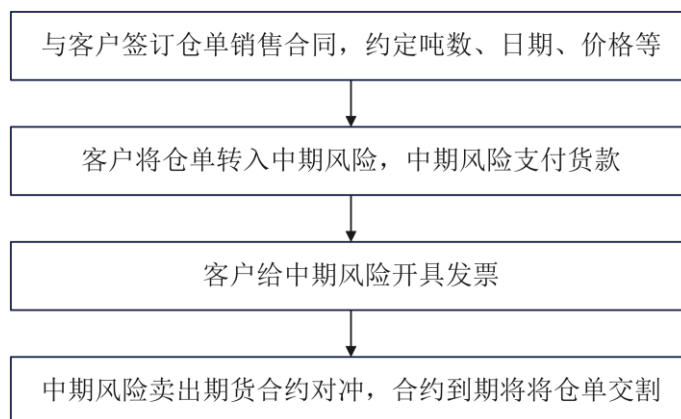 与客户签订仓单销售合同，约定吨数、日期、价格等
客户将仓单转入中期风险，中期风险支付货款
客户给中期风险开具发票
中期风险卖出期货合约对冲，合约到期将将仓单交割